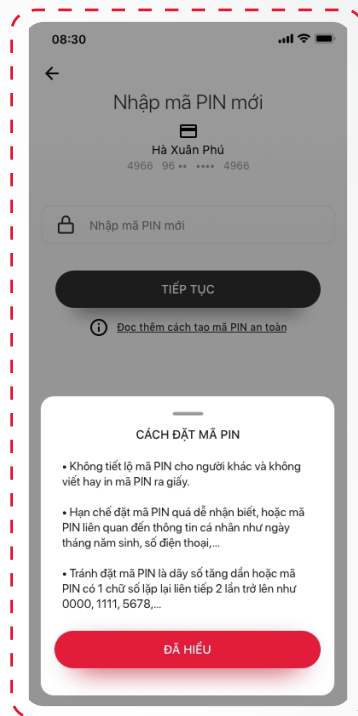 08:30
Nhập mã PIN mới
Hà Xuân Phú
4966 96•• •••• 4966
Nhập mã PIN mới
TIẾP TỤC
Đọc thêm cách tạo mã PIN an toàn
CÁCH ĐẶT MÃ PIN
• Không tiết lộ mã PIN cho người khác và không
viết hay in mã PIN ra giấy.
• Hạn chế đặt mã PIN quá dễ nhận biết, hoặc mã
PIN liên quan đến thông tin cá nhân như ngày
tháng năm sinh, số điện thoại,...
• Tránh đặt mã PIN là dãy số tăng dần hoặc mã
PIN có 1 chữ số lặp lại liên tiếp 2 lần trở lên như
0000, 1111, 5678,...
ĐÃ HIỂU